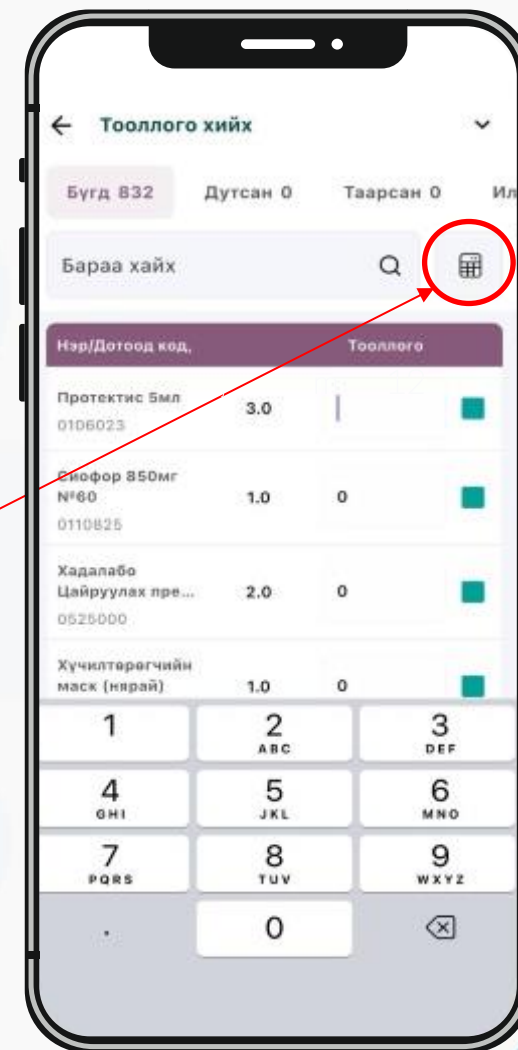 Тооллого хийх
Бүгд 832 Дутсан 0 Таарсан 0 Ил
Бараа хайх
Нэр/Дотоод код, Тооллого
Протектис 5мл
0106023
3.0
Сиофор 850мг
№60
0110825
1.0 0
Хадалабо
Цайруулах пре...
0525000
2.0 0
Хүчилтөрөгчийн
маск (нярай)
1.0 0
1 2 3
ABC DEF
4 5 6
GHI JKL MNO
7 8 9
PQRS TUV WXYZ
. 0